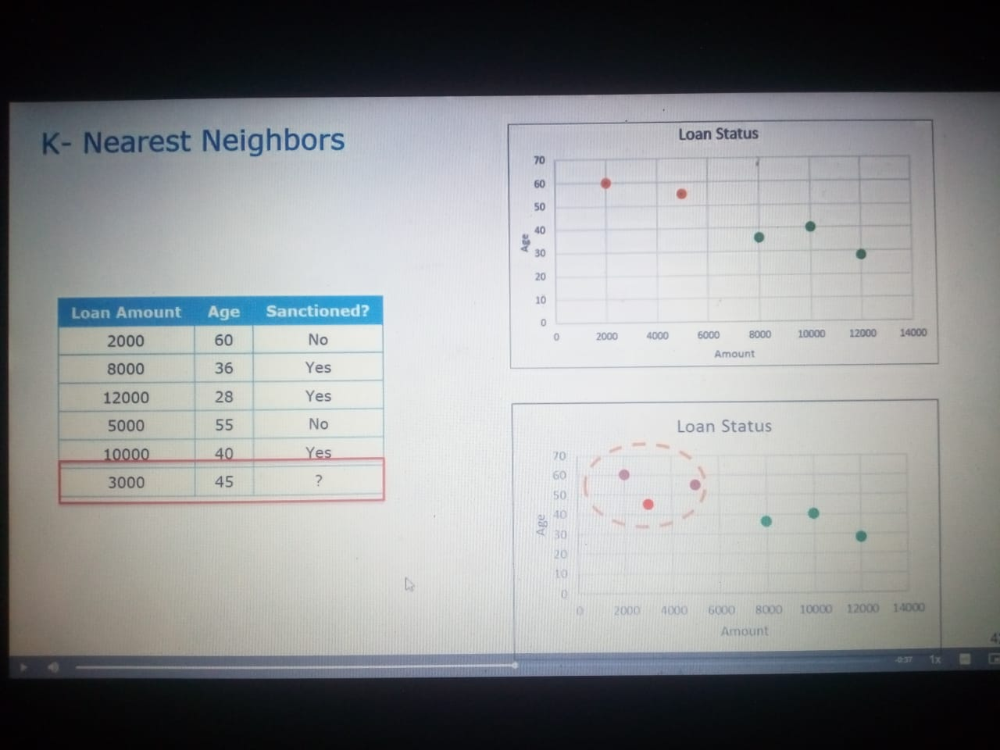 K- Nearest Neighbors
Loan Amount Age Sanctioned?
2000 60 No
8000 36 Yes
12000 28 Yes
5000 55 No
10000 40 Yes
3000 45 ?
Loan Status
70
60
50
40
30
20
10
0
Age
0 2000 4000 6000 8000 10000 12000 14000
Amount
Loan Status
70
60
50
40
30
20
10
0
Age
0 2000 4000 6000 8000 10000 12000 14000
Amount
-0:37 1x